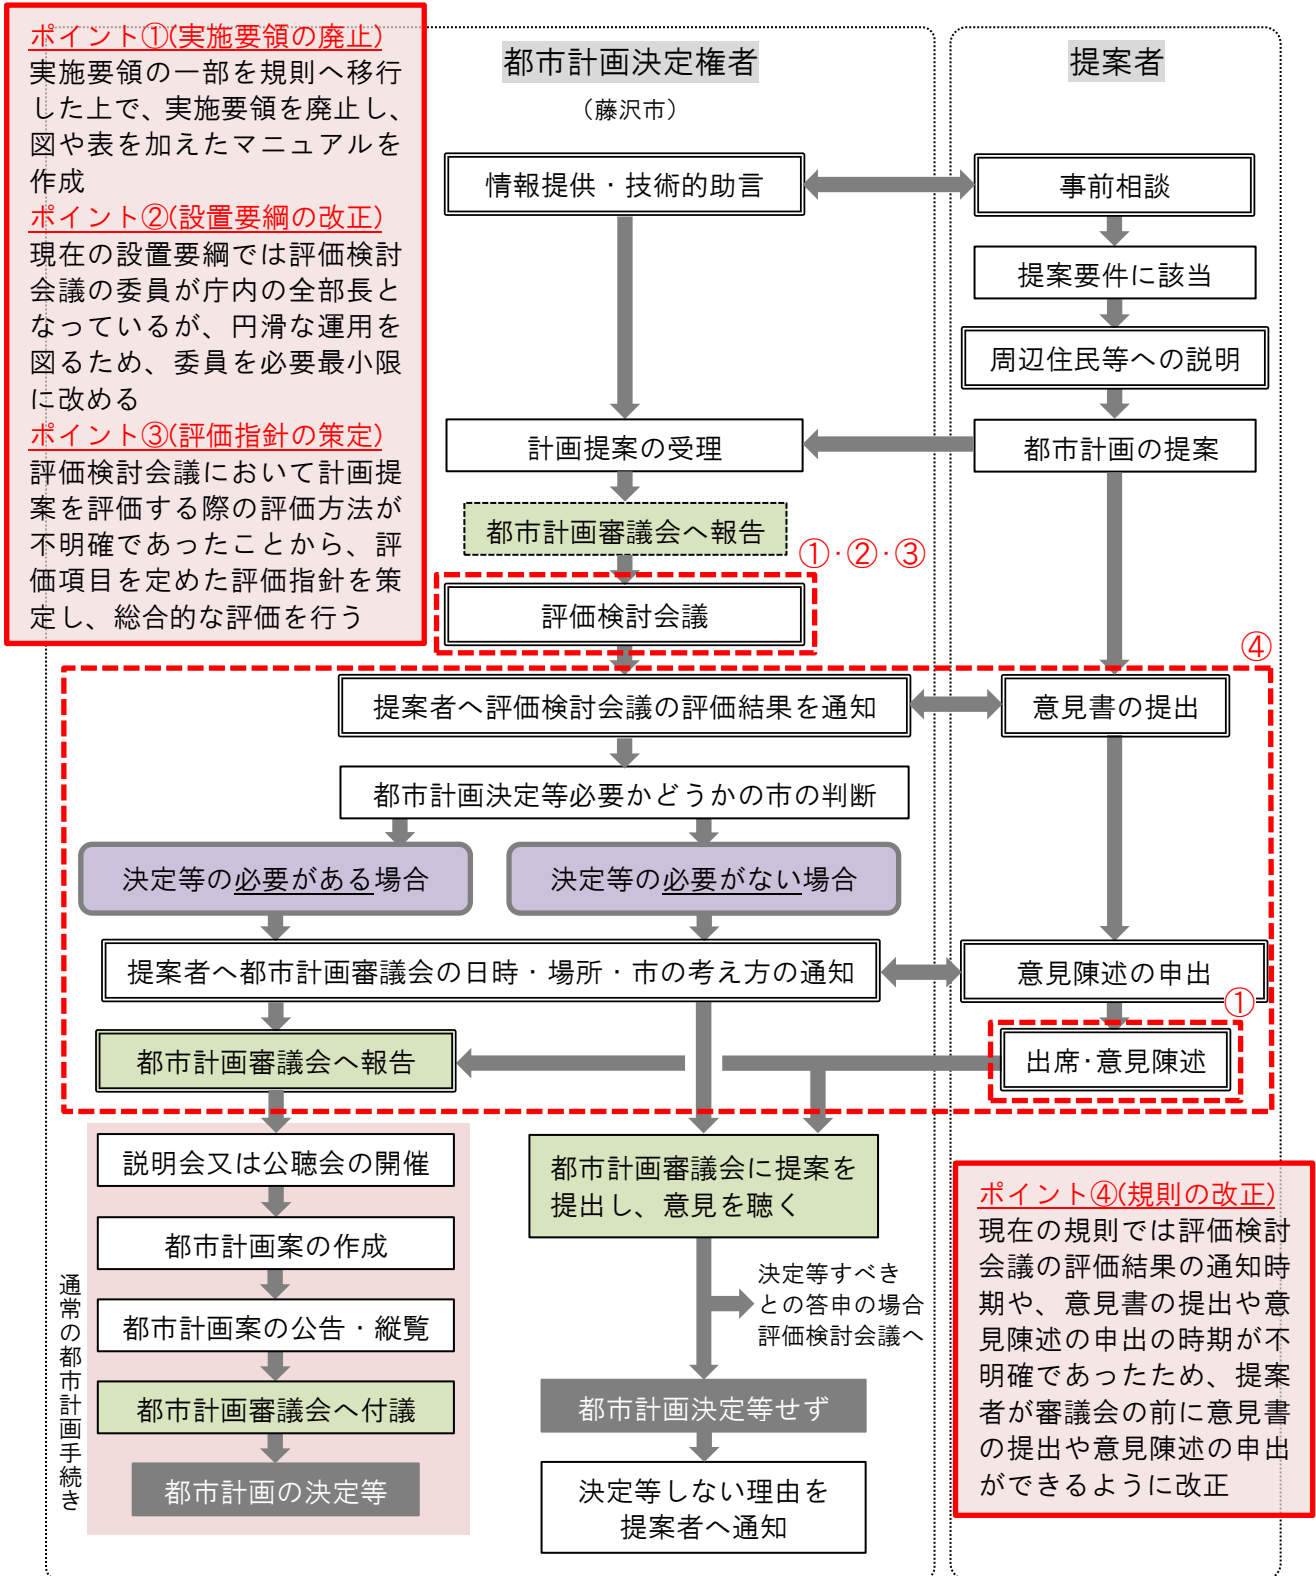 ポイント①(実施要領の廃止)
実施要領の一部を規則へ移行
した上で、実施要領を廃止し、
図や表を加えたマニュアルを
作成
ポイント②(設置要綱の改正)
現在の設置要綱では評価検討
会議の委員が庁内の全部長と
なっているが、円滑な運用を
図るため、委員を必要最小限
に改める
ポイント③(評価指針の策定)
評価検討会議において計画提
案を評価する際の評価方法が
不明確であったことから、評
価項目を定めた評価指針を策
定し、総合的な評価を行う
都市計画決定権者
(藤沢市)
提案者
情報提供・技術的助言
事前相談
提案要件に該当
周辺住民等への説明
計画提案の受理
都市計画の提案
都市計画審議会へ報告
①・②・③
評価検討会議
④
提案者へ評価検討会議の評価結果を通知
意見書の提出
都市計画決定等必要かどうかの市の判断
決定等の必要がある場合
決定等の必要がない場合
提案者へ都市計画審議会の日時・場所・市の考え方の通知
意見陳述の申出
①
都市計画審議会へ報告
出席・意見陳述
説明会又は公聴会の開催
都市計画案の作成
都市計画案の公告・縦覧
都市計画審議会へ付議
都市計画の決定等
通常の都市計画手続き
都市計画審議会に提案を
提出し、意見を聴く
決定等すべき
との答申の場合
評価検討会議へ
都市計画決定等せず
決定等しない理由を
提案者へ通知
ポイント④(規則の改正)
現在の規則では評価検討
会議の評価結果の通知時
期や、意見書の提出や意
見陳述の申出の時期が不
明確であったため、提案
者が審議会の前に意見書
の提出や意見陳述の申出
ができるように改正